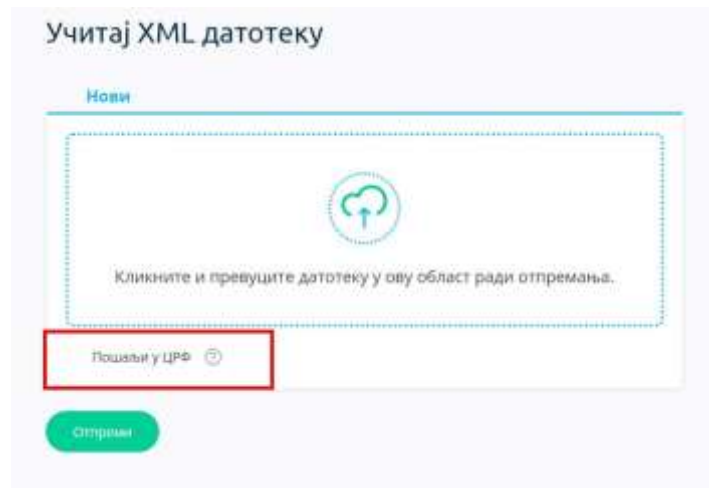 Учитај XML датотеку
Нови
Кликните и превуците датотеку у ову област ради отпремања.
Пошаљи у ЦРФ ?
Отпреми